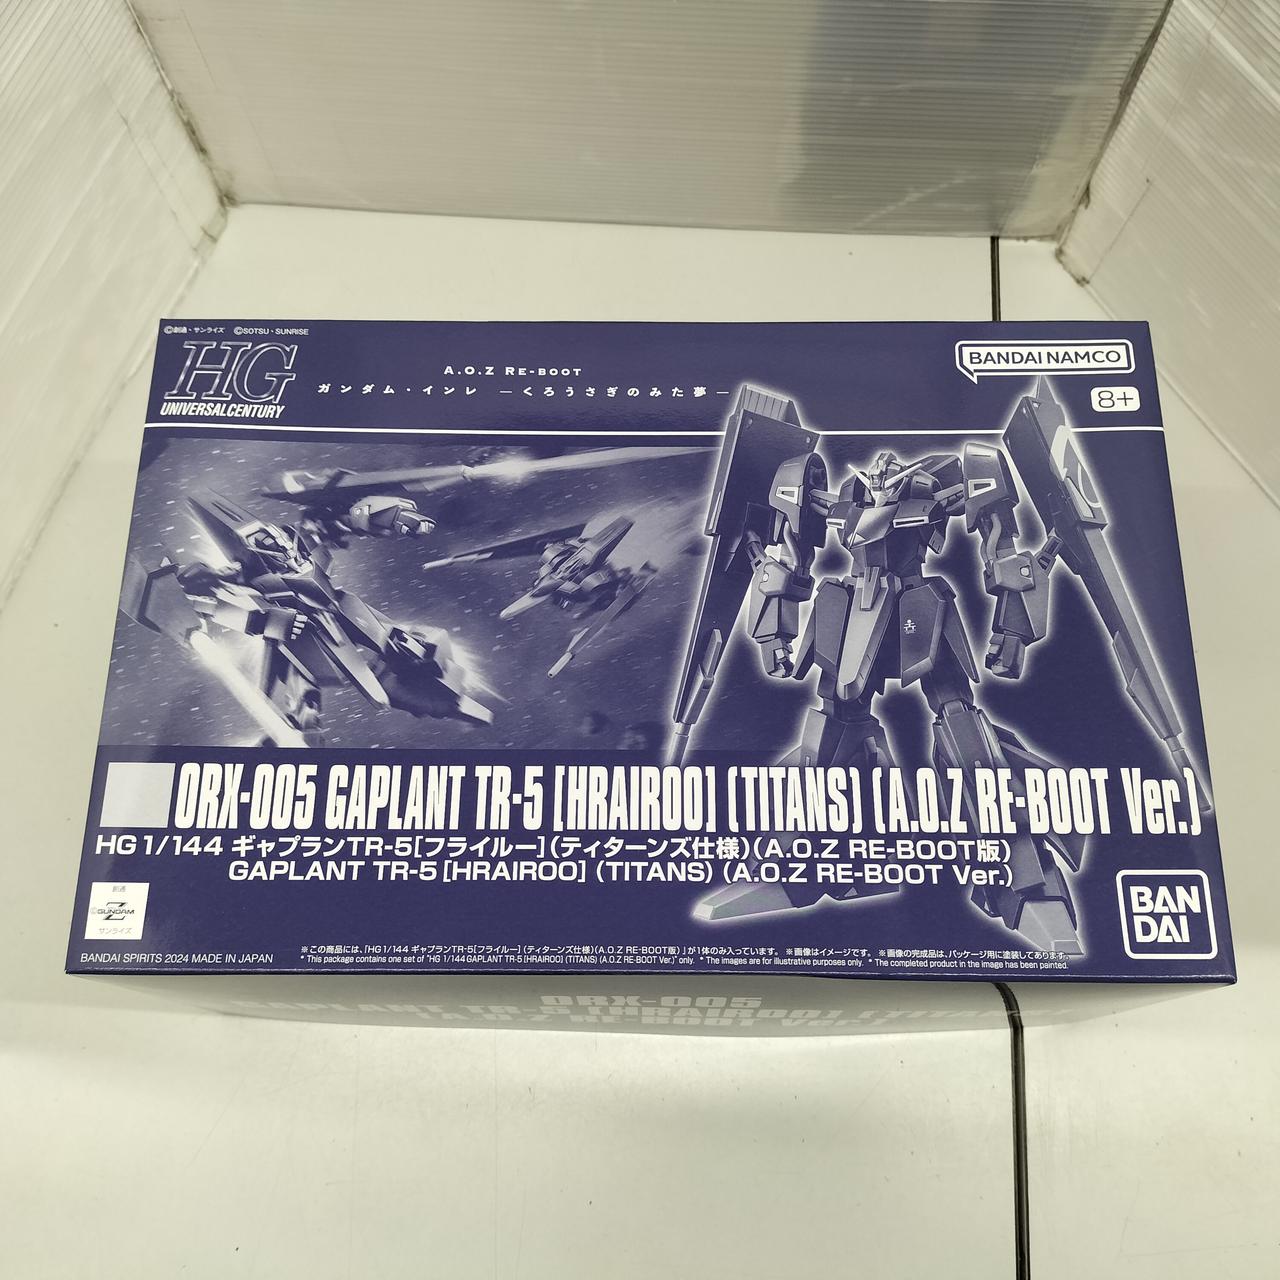 ©創通・サンライズ ©SOTSU・SUNRISE
HG
UNIVERSAL CENTURY
A.O.Z RE-BOOT
ガンダム・インレ ―くろうさぎのみた夢―
BANDAI NAMCO
8+
ORX-005 GAPLANT TR-5 [HRAIROO] (TITANS) (A.O.Z RE-BOOT Ver.)
HG 1/144 ギャプランTR-5[フライルー](ティターンズ仕様)(A.O.Z RE-BOOT版)
GAPLANT TR-5 [HRAIROO] (TITANS) (A.O.Z RE-BOOT Ver.)
創通
©GUNDAM Z
サンライズ
BAN
DAI
※この商品には、「HG 1/144 ギャプランTR-5[フライルー](ティターンズ仕様)(A.O.Z RE-BOOT版)」が1体のみ入っています。 ※画像はイメージです。 ※画像の完成品は、パッケージ用に塗装してあります。
BANDAI SPIRITS 2024 MADE IN JAPAN
* This package contains one set of "HG 1/144 GAPLANT TR-5 [HRAIROO] (TITANS) (A.O.Z RE-BOOT Ver.)" only. * The images are for illustrative purposes only. * The completed product in the image has been painted.
ORX-005